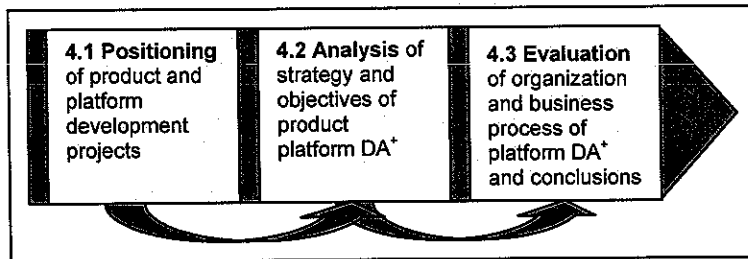 4.1 Positioning
of product and
platform
development
projects
4.2 Analysis of
strategy and
objectives of
product
platform DA⁺
4.3 Evaluation
of organization
and business
process of
platform DA⁺
and conclusions